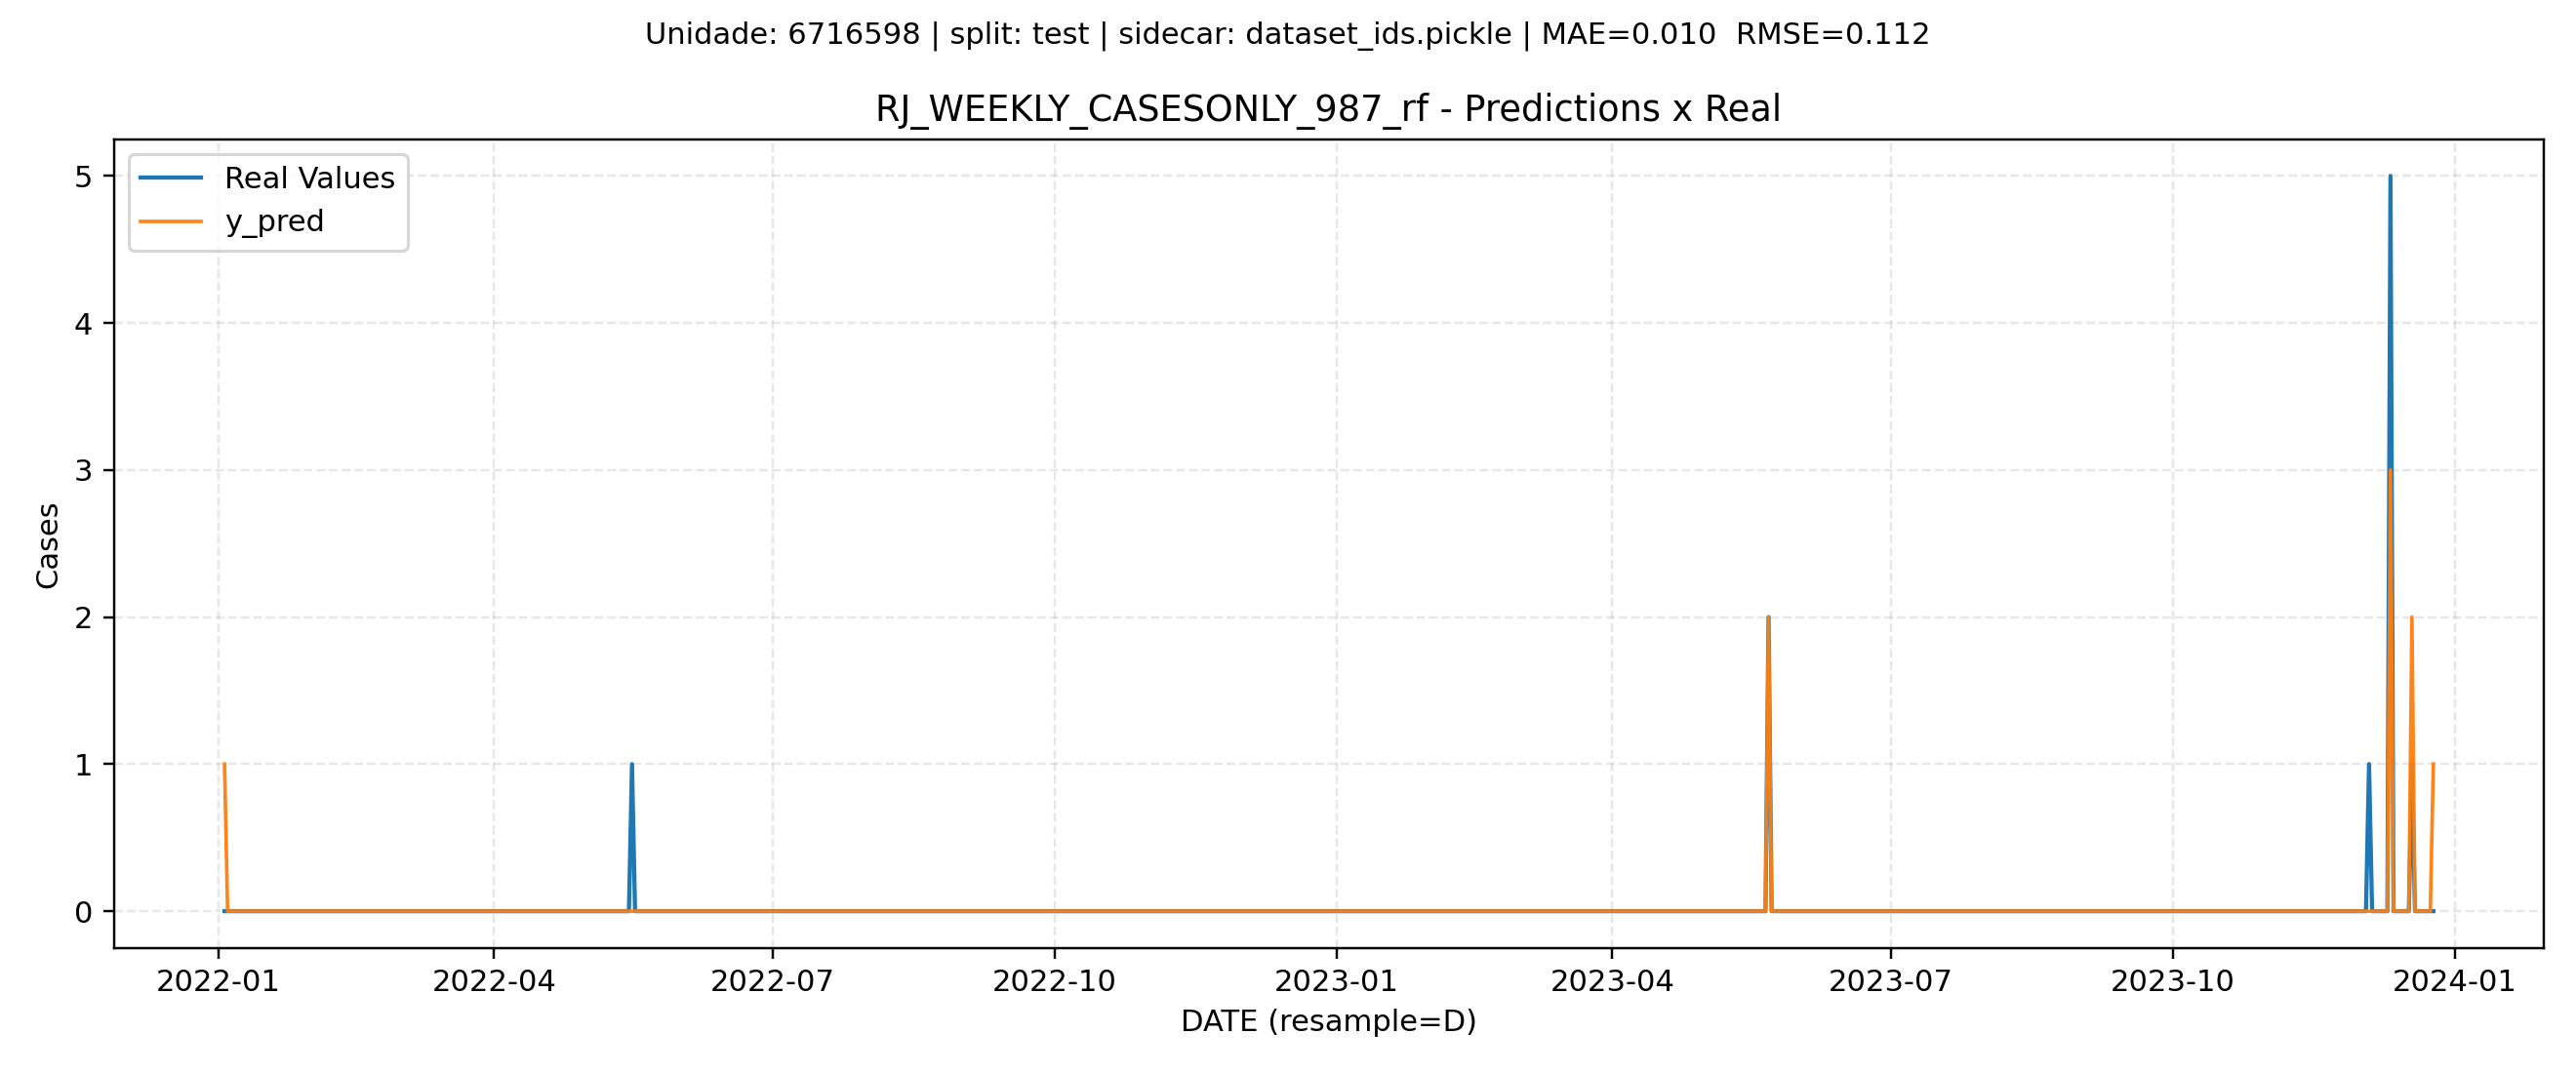 Unidade: 6716598 | split: test | sidecar: dataset_ids.pickle | MAE=0.010  RMSE=0.112
RJ_WEEKLY_CASESONLY_987_rf - Predictions x Real
Real Values
y_pred
5
4
3
2
1
0
Cases
2022-01
2022-04
2022-07
2022-10
2023-01
2023-04
2023-07
2023-10
2024-01
DATE (resample=D)